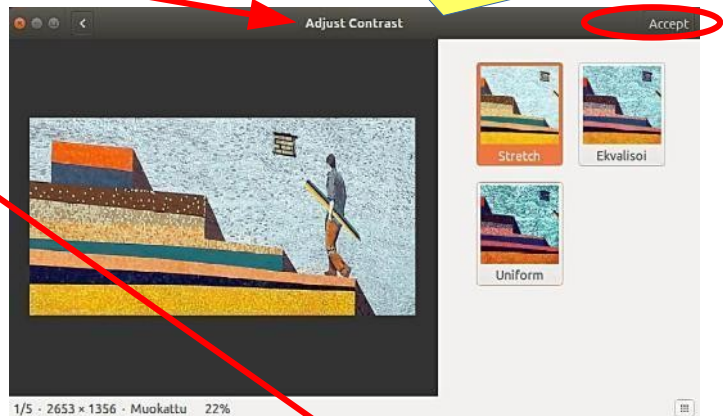 Adjust Contrast
Accept
Stretch
Ekvalisoi
Uniform
1/5 · 2653 × 1356 · Muokattu 22%